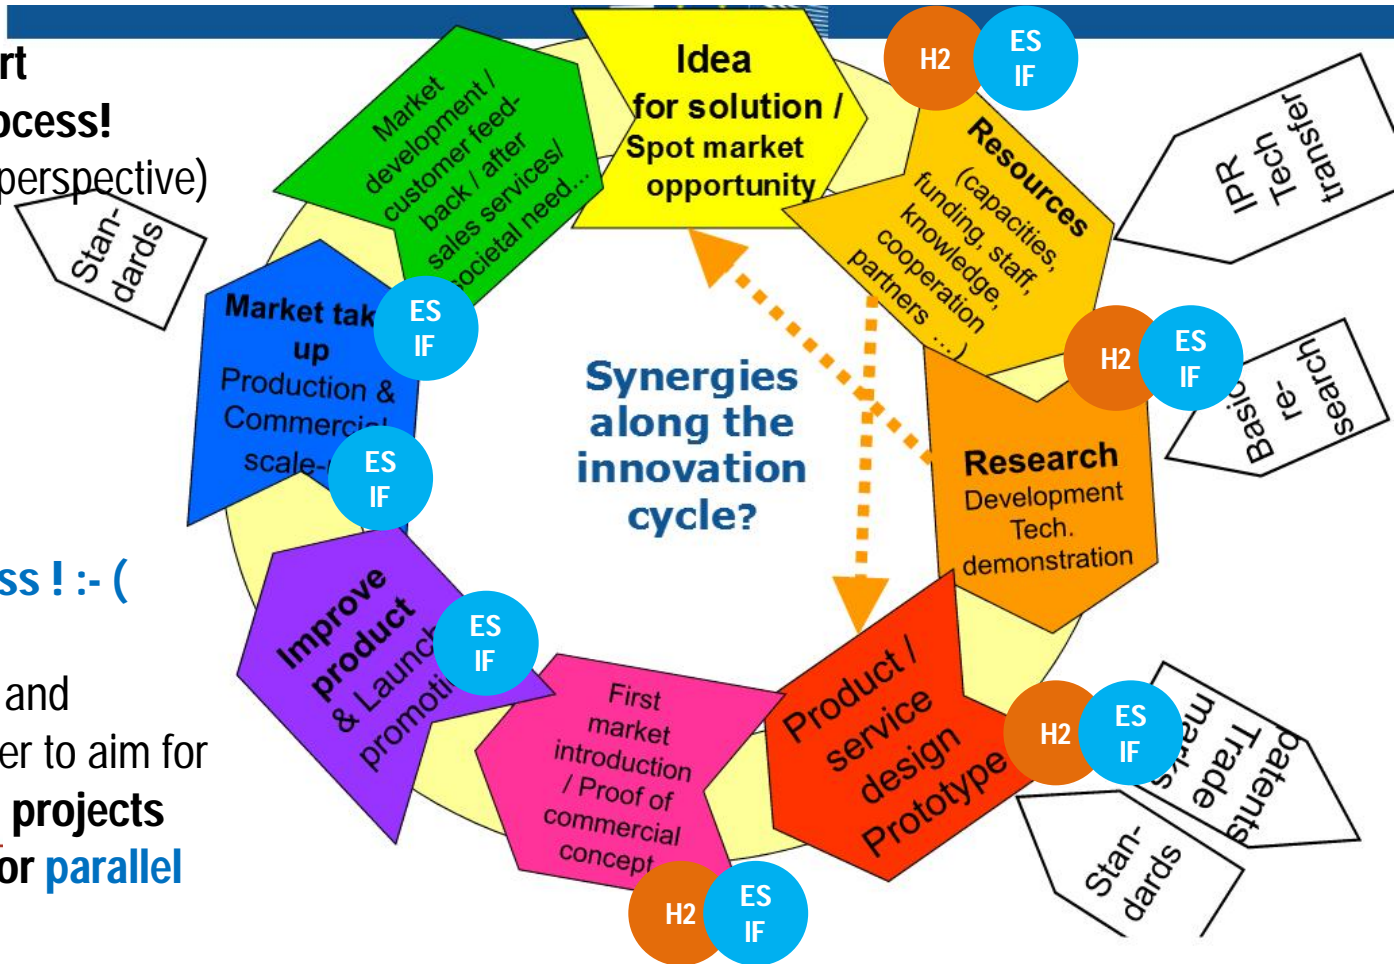 rt
ocess!
perspective)
Stan-
dards
ss ! :- (
and
er to aim for
projects
or parallel
Idea
for solution /
Spot market
opportunity
H2
ES
IF
Resources
(capacities,
funding, staff,
knowledge,
cooperation
partners ...)
IPR
Tech
transfer
H2
ES
IF
Basic
re-
search
Research
Development
Tech.
demonstration
Product /
service
design
Prototype
H2
ES
IF
patents
Trade
marks
Stan-
dards
First
market
introduction
/ Proof of
commercial
concept
H2
ES
IF
Improve
product
& Launch
promoti
ES
IF
Market tak
up
Production &
Commercial
scale-
ES
IF
ES
IF
Market
development /
customer feed-
back / after
sales services/
societal need...
Synergies
along the
innovation
cycle?